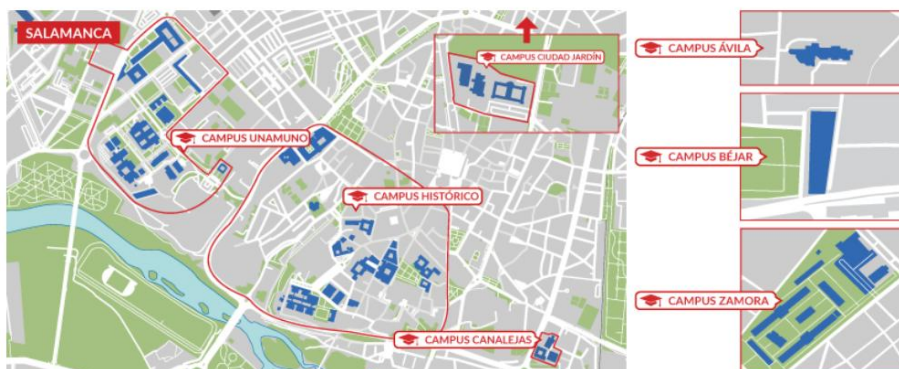 SALAMANCA
CAMPUS CIUDAD JARDÍN
CAMPUS UNAMUNO
CAMPUS HISTÓRICO
CAMPUS CANALEJAS
CAMPUS ÁVILA
CAMPUS BÉJAR
CAMPUS ZAMORA